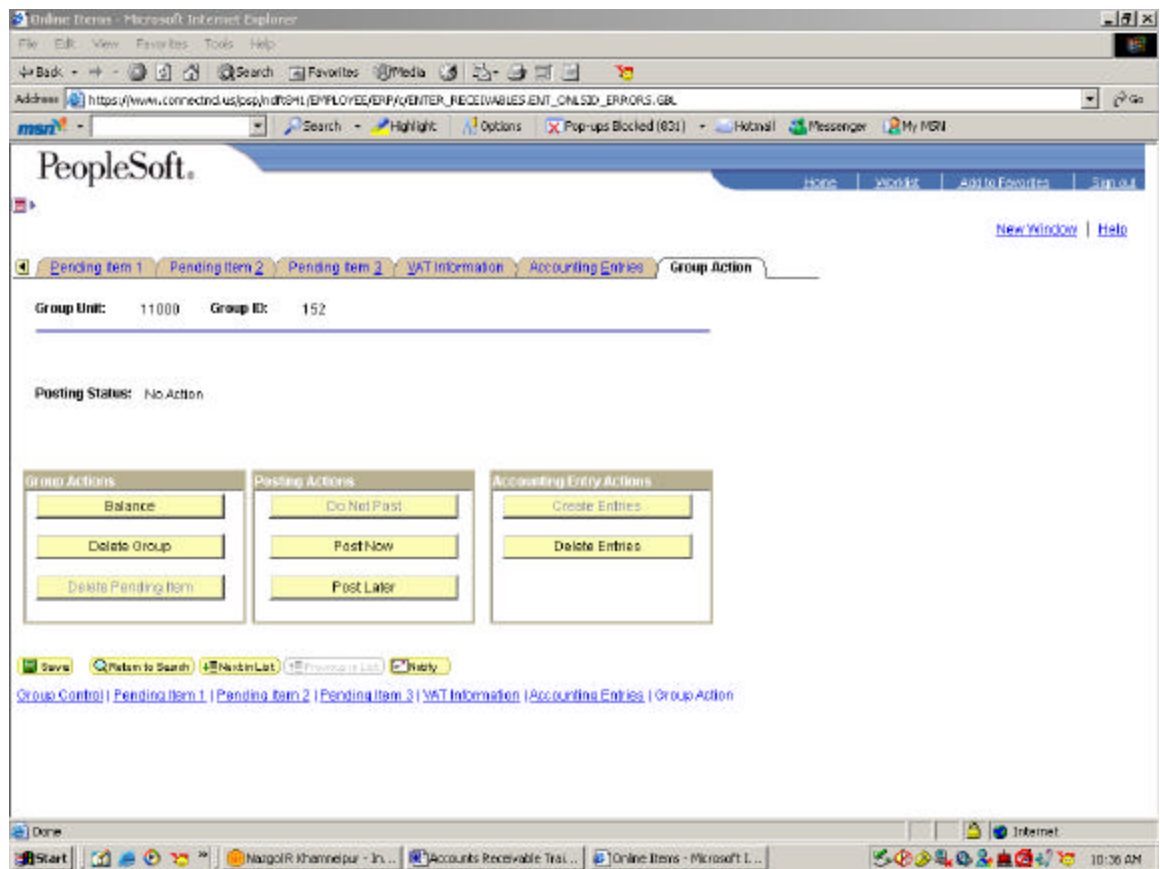 Online Items - Microsoft Internet Explorer
File Edit View Favorites Tools Help
Back Search Favorites Media
Address https://www.connectnd.us/psp/ndft841/EMPLOYEE/ERP/c/ENTER_RECEIVABLES.ENT_ONLSID_ERRORS.GBL Go
msn Search Highlight Options Pop-ups Blocked (831) Hotmail Messenger My MSN
PeopleSoft.
Home Worklist Add to Favorites Sign out
New Window | Help
Pending Item 1 Pending Item 2 Pending Item 3 VAT Information Accounting Entries Group Action
Group Unit: 11000 Group ID: 152
Posting Status: No Action
Group Actions Posting Actions Accounting Entry Actions
Balance Do Not Post Create Entries
Delete Group Post Now Delete Entries
Delete Pending Item Post Later
Save Return to Search Next in List Previous in List Notify
Group Control | Pending Item 1 | Pending Item 2 | Pending Item 3 | VAT Information | Accounting Entries | Group Action
Done Internet
Start » In... Accounts Receivable Trai... Online Items - Microsoft I... 10:36 AM